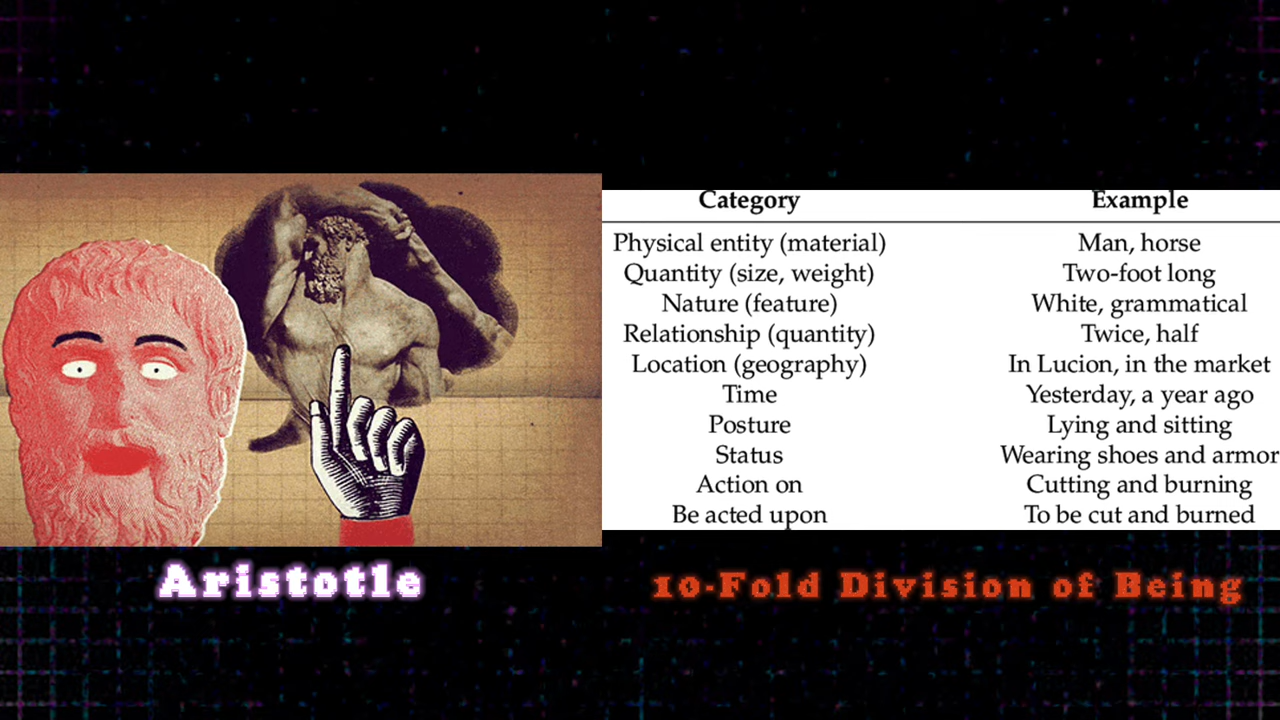 Category Example
Physical entity (material) Man, horse
Quantity (size, weight) Two-foot long
Nature (feature) White, grammatical
Relationship (quantity) Twice, half
Location (geography) In Lucion, in the market
Time Yesterday, a year ago
Posture Lying and sitting
Status Wearing shoes and armor
Action on Cutting and burning
Be acted upon To be cut and burned
Aristotle
10-Fold Division of Being